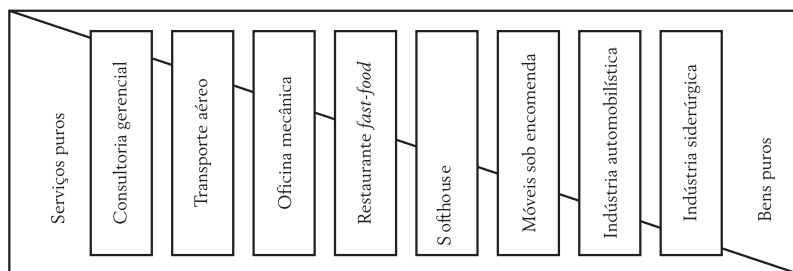 Serviços puros
Consultoria gerencial
Transporte aéreo
Oficina mecânica
Restaurante fast-food
Softhouse
Móveis sob encomenda
Indústria automobilística
Indústria siderúrgica
Bens puros